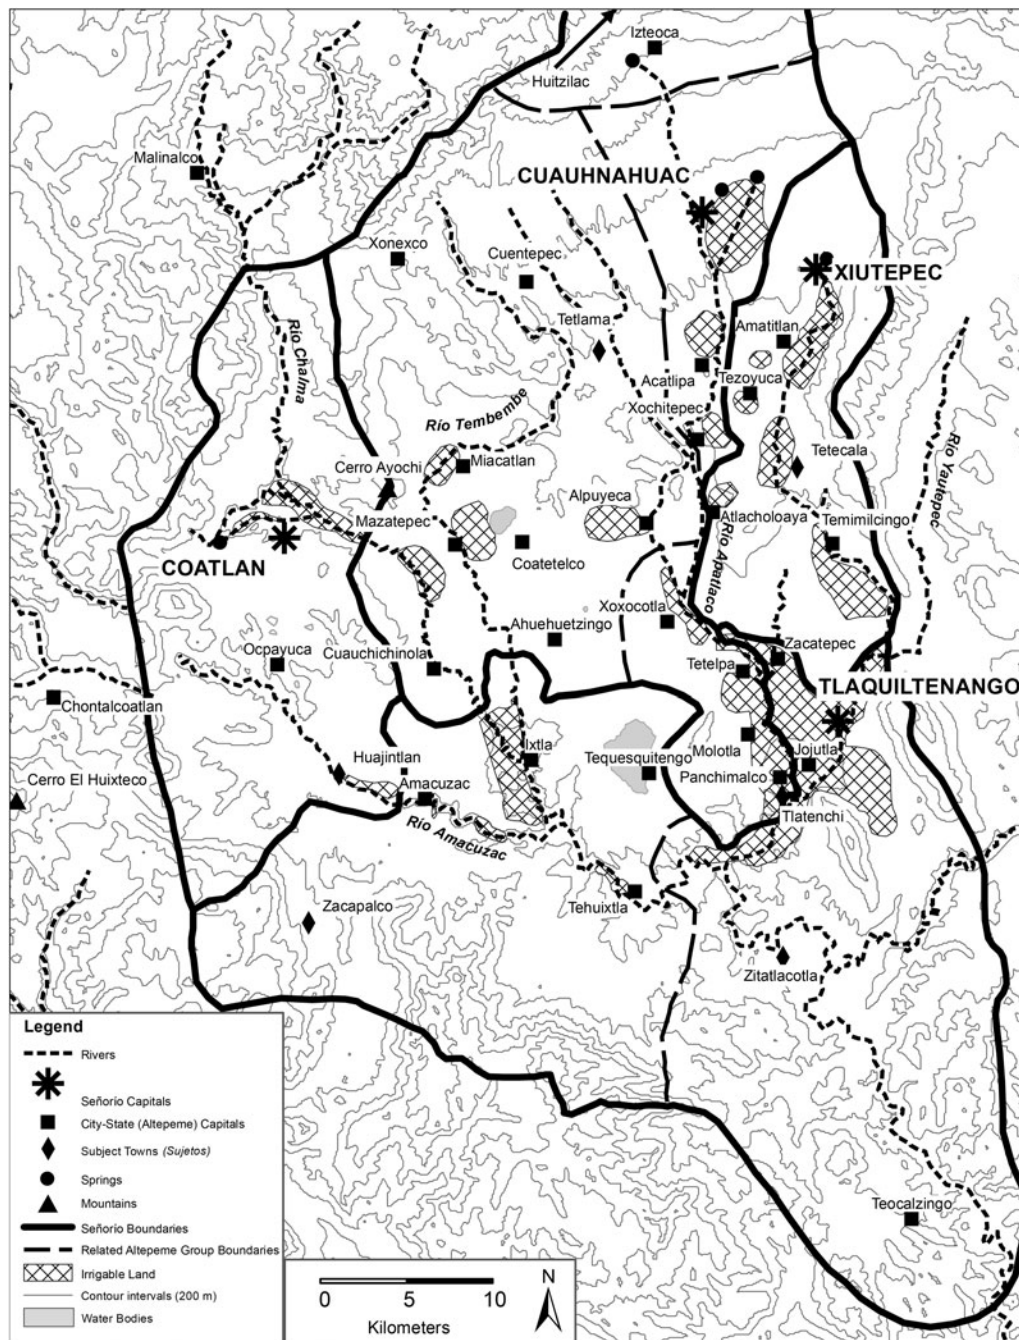 Izteoca
Huitzilac
Malinalco
CUAUHNAHUAC
Xonexco
Cuentepec
XIUTEPEC
Río Chalma
Tetlama
Amatitlan
Acatlipa
Tezoyuca
Río Tembembe
Xochitepec
Cerro Ayochi
Miacatlan
Tetecala
Río Yautepec
Mazatepec
Alpuyeca
Atlacholoaya
Temimilcingo
COATLAN
Coatetelco
Río Apatlaco
Xoxocotla
Ahuehuetzingo
Ocpayuca
Cuauchichinola
Zacatepec
Tetelpa
TLAQUILTENANGO
Chontalcoatlan
Huajintlan
Ixtla
Molotla
Jojutla
Tequesquitengo
Panchimalco
Cerro El Huixteco
Amacuzac
Tlatenchi
Río Amacuzac
Zacapalco
Tehuixtla
Zitatlacotla
Teocalzingo
Legend
Rivers
Señorio Capitals
City-State (Altepeme) Capitals
Subject Towns (Sujetos)
Springs
Mountains
Señorio Boundaries
Related Altepeme Group Boundaries
Irrigable Land
Contour intervals (200 m)
Water Bodies
0 5 10
Kilometers
N